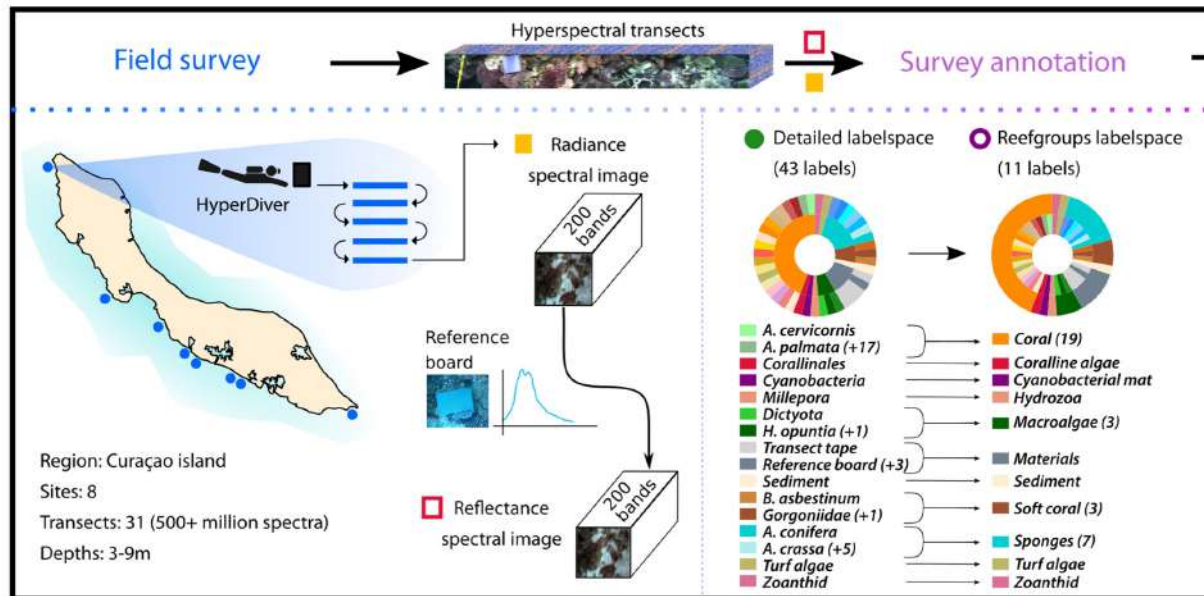 Field survey
Hyperspectral transects
Survey annotation
HyperDiver
Radiance
spectral image
200
bands
Reference
board
200
bands
Reflectance
spectral image
Region: Curaçao island
Sites: 8
Transects: 31 (500+ million spectra)
Depths: 3-9m
Detailed labelspace
(43 labels)
Reefgroups labelspace
(11 labels)
A. cervicornis
A. palmata (+17)
Corallinales
Cyanobacteria
Millepora
Dictyota
H. opuntia (+1)
Transect tape
Reference board (+3)
Sediment
B. asbestinum
Gorgoniidae (+1)
A. conifera
A. crassa (+5)
Turf algae
Zoanthid
Coral (19)
Coralline algae
Cyanobacterial mat
Hydrozoa
Macroalgae (3)
Materials
Sediment
Soft coral (3)
Sponges (7)
Turf algae
Zoanthid